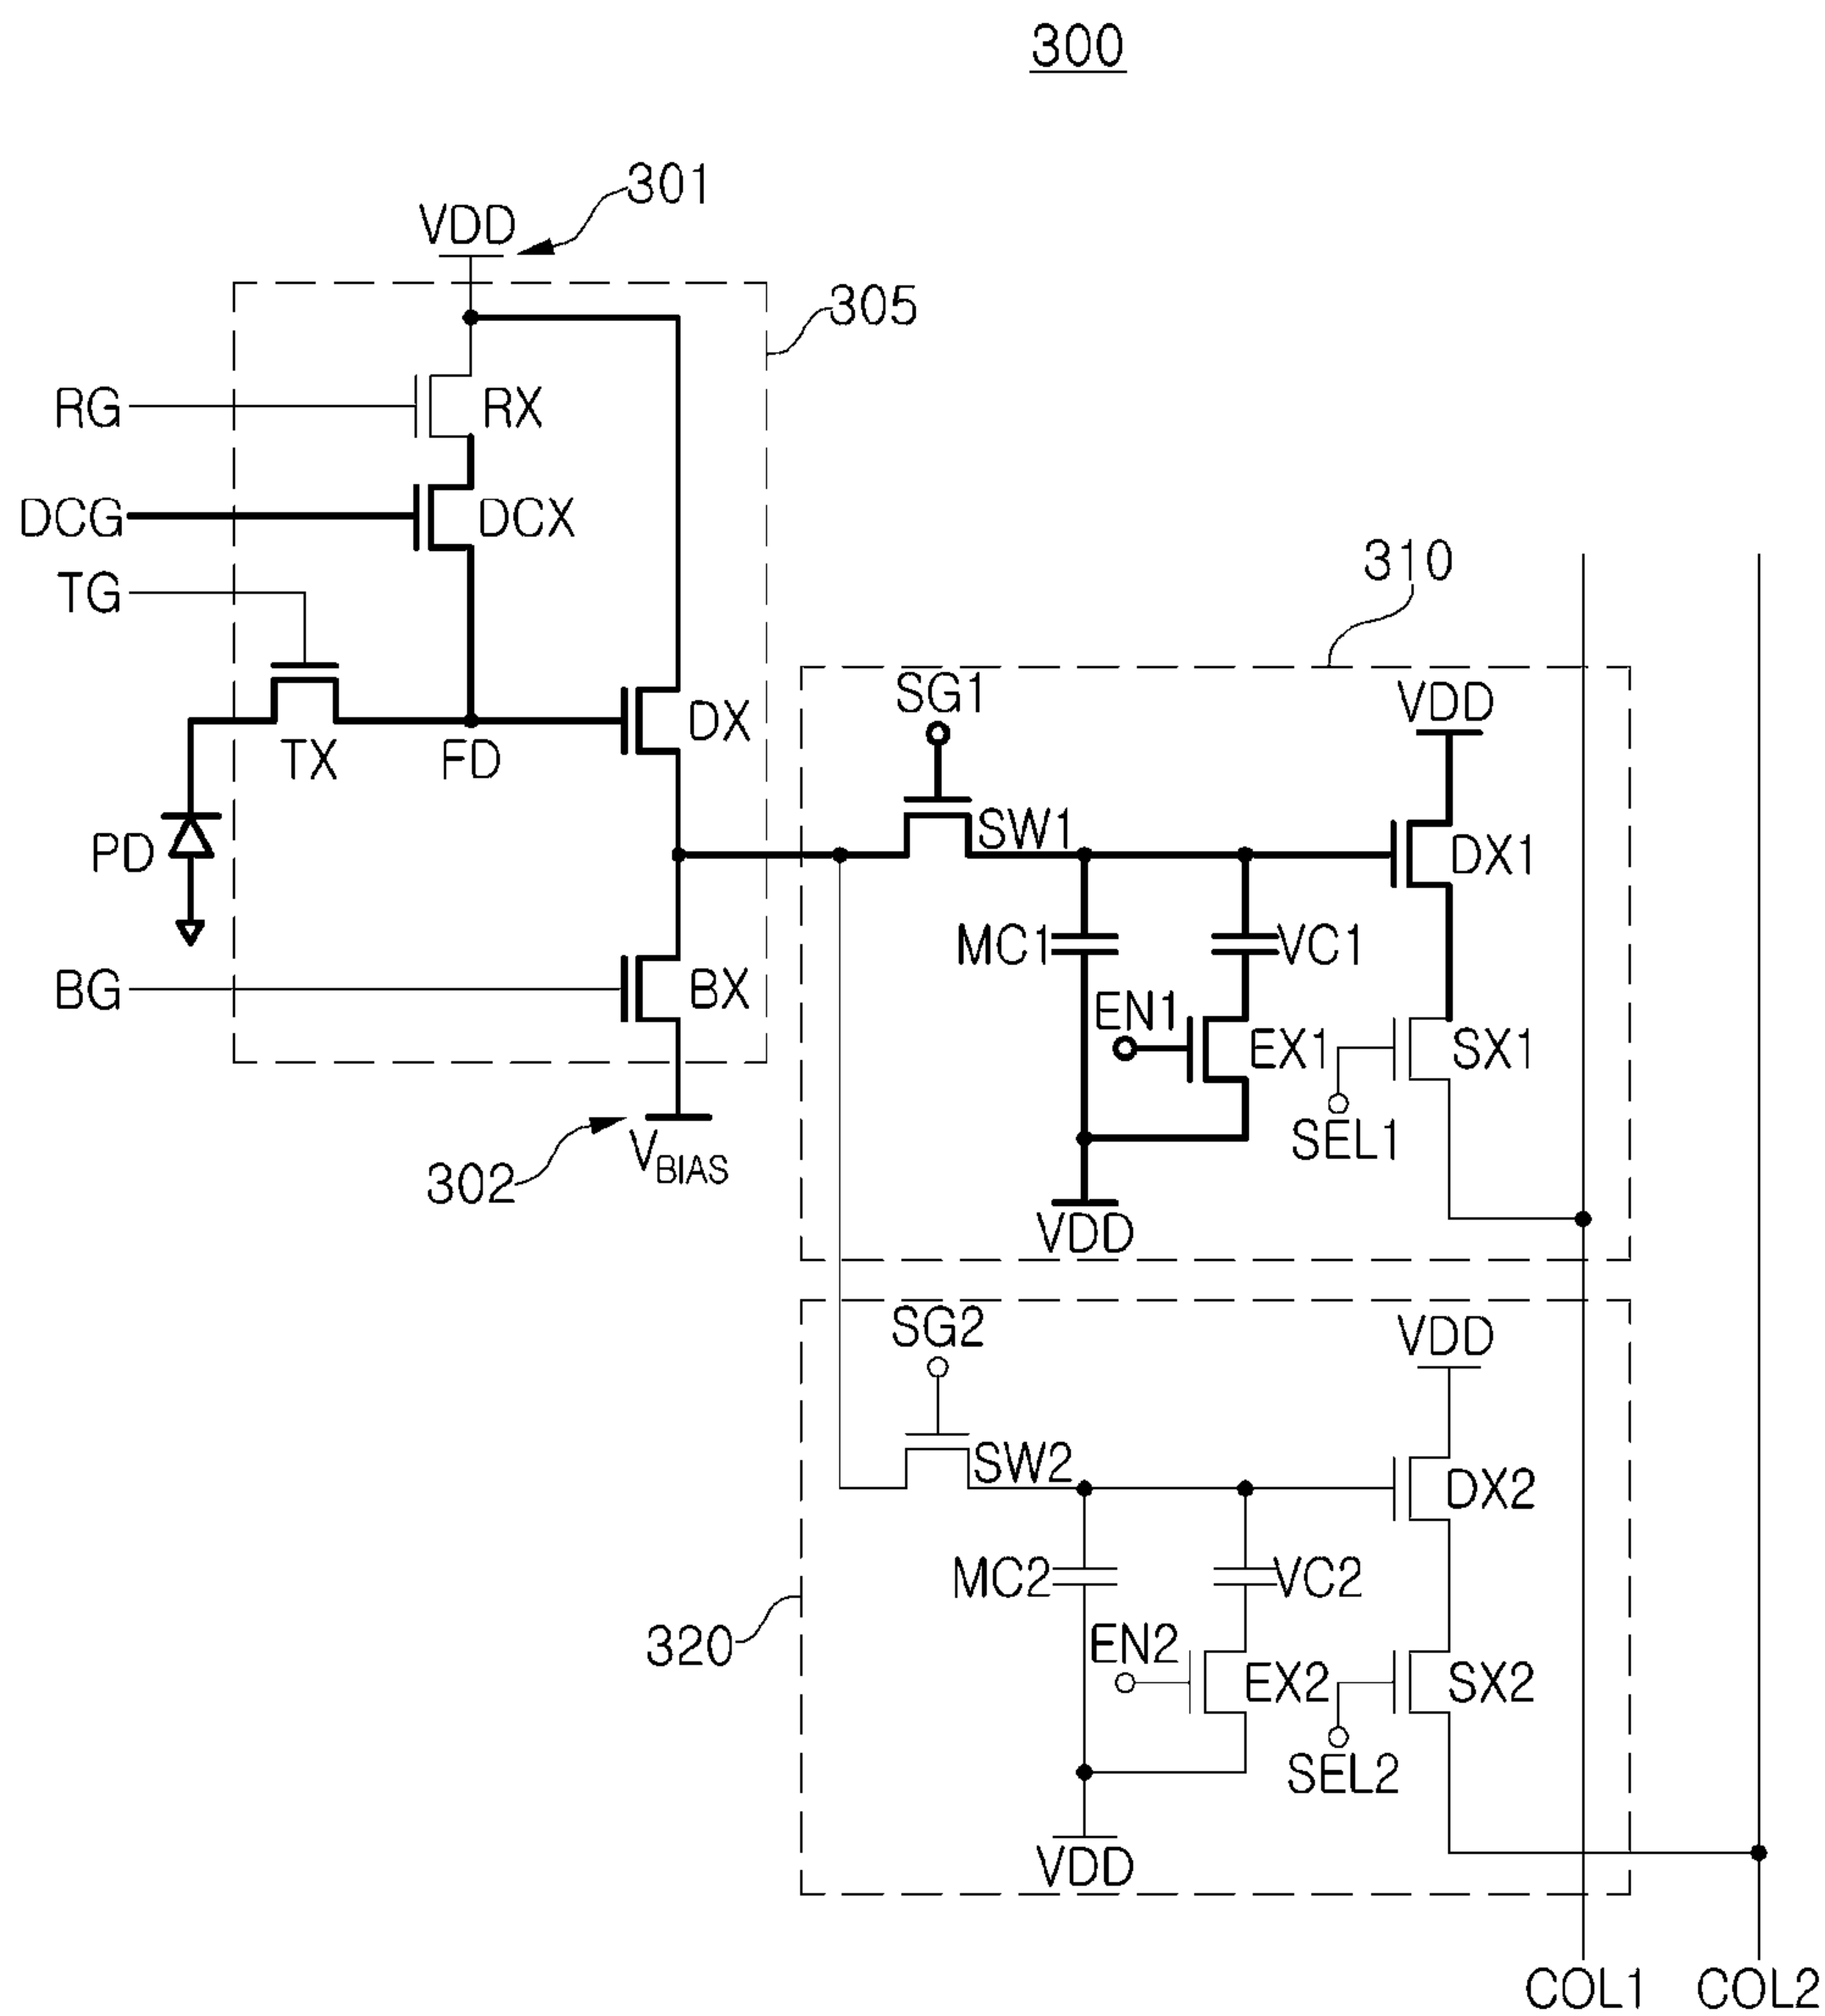 300
301
VDD
305
RG
RX
DCG
DCX
TG
310
SG1
VDD
DX
TX
FD
SW1
PD
DX1
MC1
VC1
BG
BX
EN1
EX1
SX1
SEL1
302
VBIAS
VDD
SG2
VDD
SW2
DX2
MC2
VC2
320
EN2
EX2
SX2
SEL2
VDD
COL1
COL2